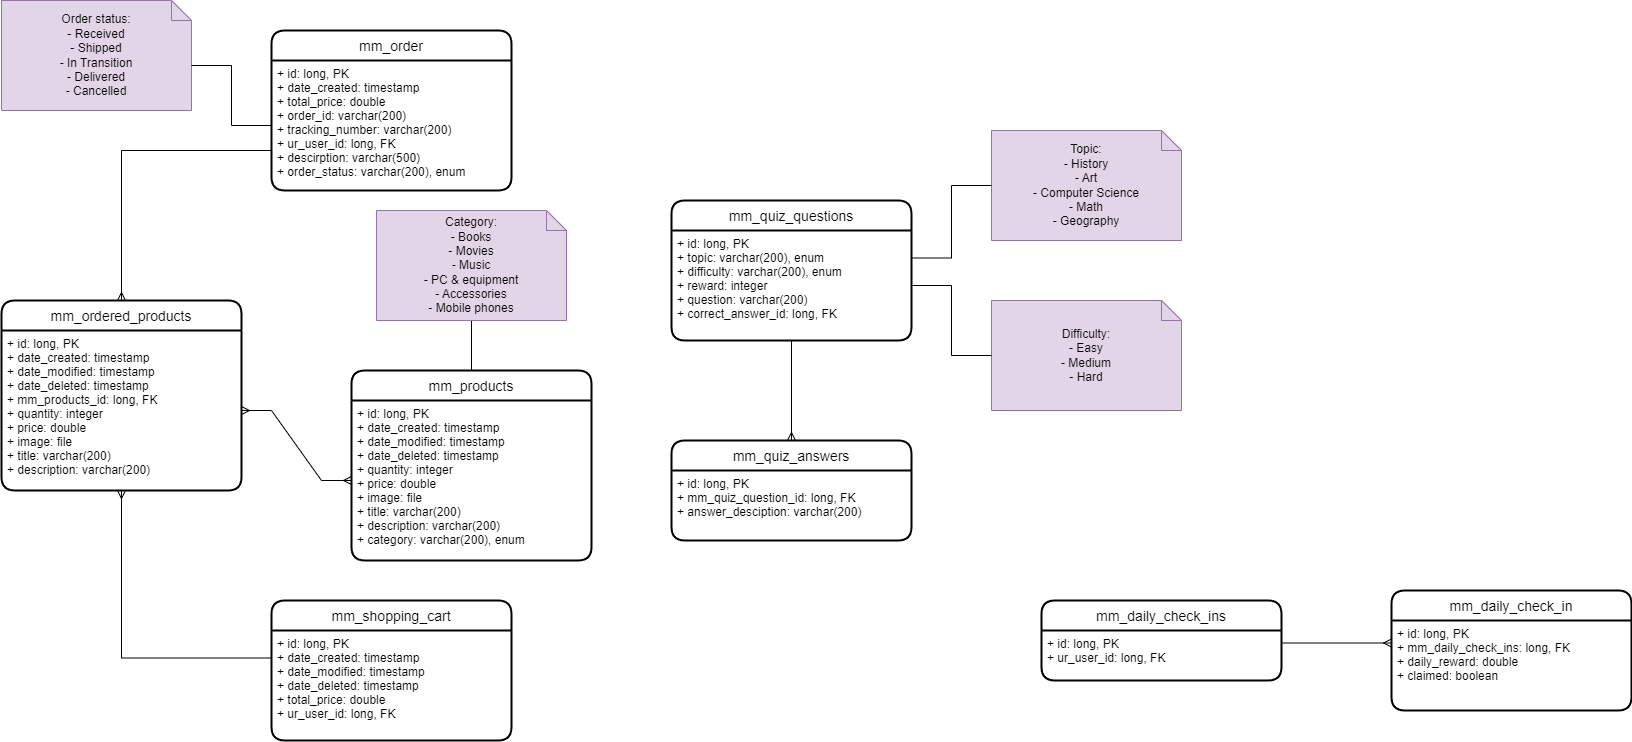 Order status:
- Received
- Shipped
- In Transition
- Delivered
- Cancelled
mm_order
+ id: long, PK
+ date_created: timestamp
+ total_price: double
+ order_id: varchar(200)
+ tracking_number: varchar(200)
+ ur_user_id: long, FK
+ descirption: varchar(500)
+ order_status: varchar(200), enum
Topic:
- History
- Art
- Computer Science
- Math
- Geography
Category:
- Books
- Movies
- Music
- PC & equipment
- Accessories
- Mobile phones
mm_quiz_questions
+ id: long, PK
+ topic: varchar(200), enum
+ difficulty: varchar(200), enum
+ reward: integer
+ question: varchar(200)
+ correct_answer_id: long, FK
Difficulty:
- Easy
- Medium
- Hard
mm_ordered_products
+ id: long, PK
+ date_created: timestamp
+ date_modified: timestamp
+ date_deleted: timestamp
+ mm_products_id: long, FK
+ quantity: integer
+ price: double
+ image: file
+ title: varchar(200)
+ description: varchar(200)
mm_products
+ id: long, PK
+ date_created: timestamp
+ date_modified: timestamp
+ date_deleted: timestamp
+ quantity: integer
+ price: double
+ image: file
+ title: varchar(200)
+ description: varchar(200)
+ category: varchar(200), enum
mm_quiz_answers
+ id: long, PK
+ mm_quiz_question_id: long, FK
+ answer_desciption: varchar(200)
mm_shopping_cart
+ id: long, PK
+ date_created: timestamp
+ date_modified: timestamp
+ date_deleted: timestamp
+ total_price: double
+ ur_user_id: long, FK
mm_daily_check_ins
+ id: long, PK
+ ur_user_id: long, FK
mm_daily_check_in
+ id: long, PK
+ mm_daily_check_ins: long, FK
+ daily_reward: double
+ claimed: boolean